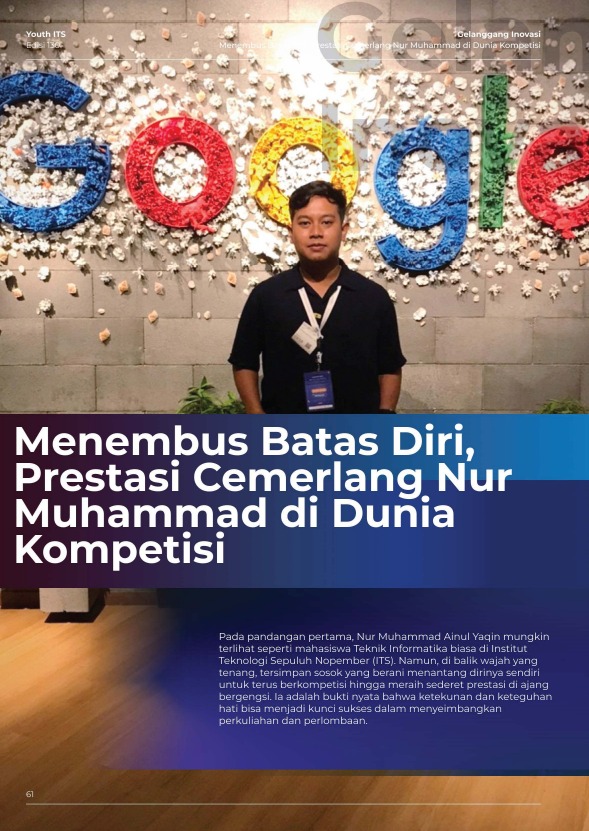 Youth ITS
Gelanggang Inovasi
Menembus Batas Diri, Prestasi Cemerlang Nur Muhammad di Dunia Kompetisi
Google
Menembus Batas Diri,
Prestasi Cemerlang Nur
Muhammad di Dunia
Kompetisi
Pada pandangan pertama, Nur Muhammad Ainul Yaqin mungkin
terlihat seperti mahasiswa Teknik Informatika biasa di Institut
Teknologi Sepuluh Nopember (ITS). Namun, di balik wajah yang
tenang, tersimpan sosok yang berani menantang dirinya sendiri
untuk terus berkompetisi hingga meraih sederet prestasi di ajang
bergengsi. Ia adalah bukti nyata bahwa ketekunan dan keteguhan
hati bisa menjadi kunci sukses dalam menyeimbangkan
perkuliahan dan perlombaan.
61